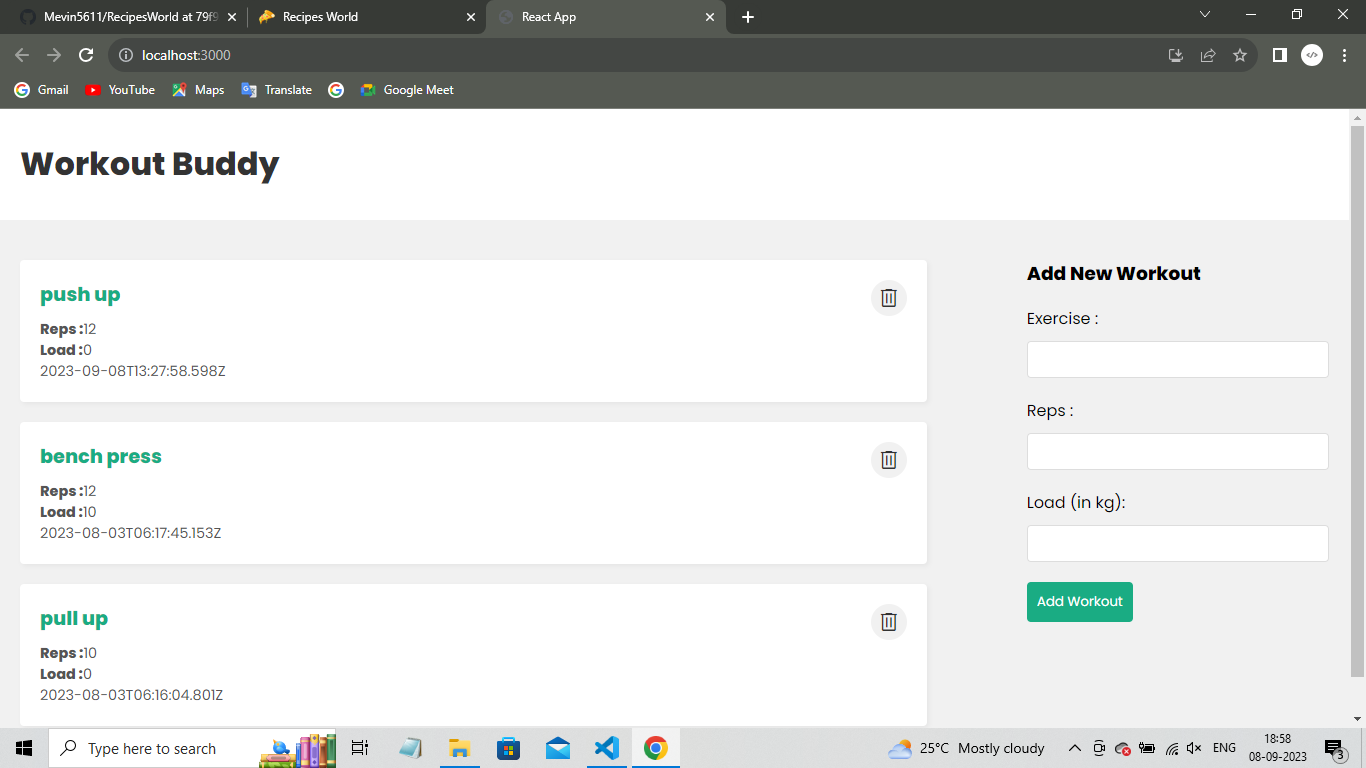 Mevin5611/RecipesWorld at 79f9
Recipes World
React App
localhost:3000
Gmail
YouTube
Maps
Translate
Google Meet
Workout Buddy
push up
Reps :12
Load :0
2023-09-08T13:27:58.598Z
bench press
Reps :12
Load :10
2023-08-03T06:17:45.153Z
pull up
Reps :10
Load :0
2023-08-03T06:16:04.801Z
Add New Workout
Exercise :
Reps :
Load (in kg):
Add Workout
Type here to search
25°C Mostly cloudy
ENG
18:58
08-09-2023
3